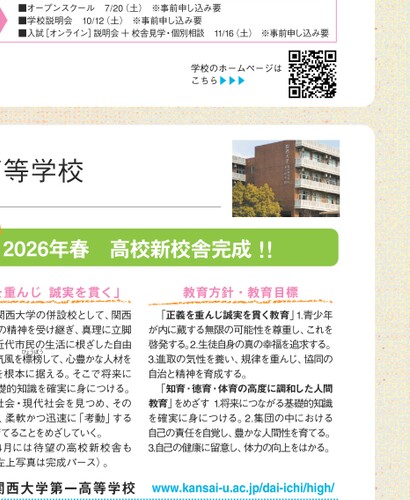 ■オープンスクール 7/20（土） ※事前申し込み要
■学校説明会 10/12（土） ※事前申し込み要
■入試［オンライン］説明会 ＋ 校舎見学・個別相談 11/16（土） ※事前申し込み要
学校のホームページは
こちら▶▶▶
等学校
2026年春 高校新校舎完成 !!
重んじ 誠実を貫く」
関西大学の併設校として、関西
の精神を受け継ぎ、真理に立脚
近代市民の生活に根ざした自由
気風を標榜して、心豊かな人材を
を根本に据える。そこで将来に
礎的知識を確実に身につける。
社会・現代社会を見つめ、その
、柔軟かつ迅速に「考動」する
てることをめざしていく。
月には待望の高校新校舎も
左上写真は完成パース）。
教育方針・教育目標
「正義を重んじ誠実を貫く教育」1.青少年
が内に蔵する無限の可能性を尊重し、これを
啓発する。2.生徒自身の真の幸福を追求する。
3.進取の気性を養い、規律を重んじ、協同の
自治と精神を育成する。
「知育・徳育・体育の高度に調和した人間
教育」をめざす 1.将来につながる基礎的知識
を確実に身につける。2.集団の中における
自己の責任を自覚し、豊かな人間性を育てる。
3.自己の健康に留意し、体力の向上をはかる。
関西大学第一高等学校 www.kansai-u.ac.jp/dai-ichi/high/